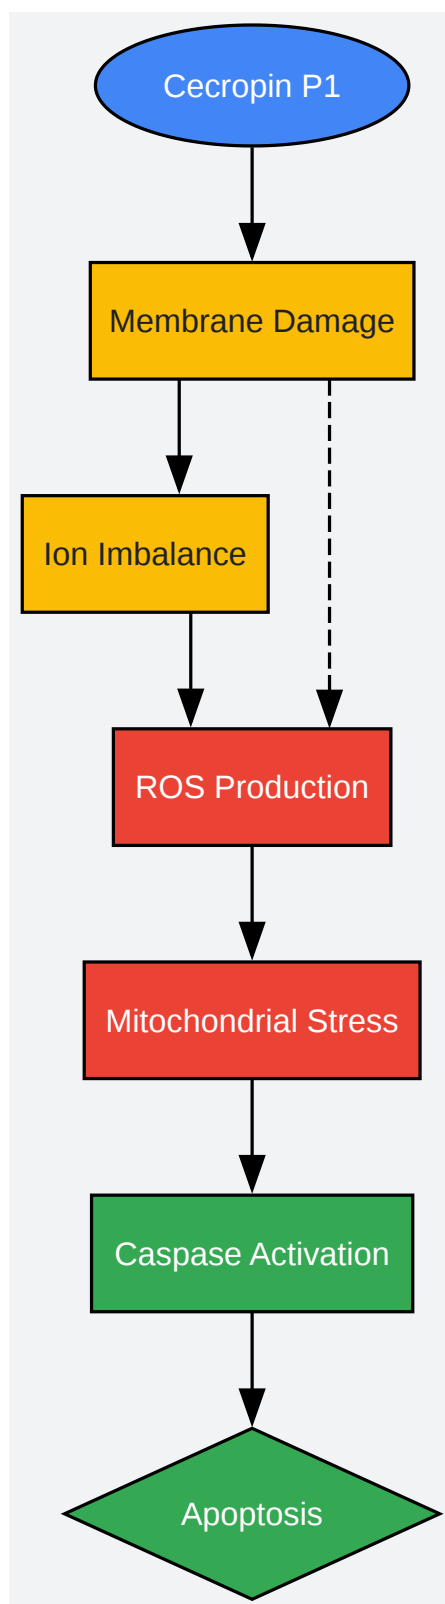 Cecropin P1
Membrane Damage
Ion Imbalance
ROS Production
Mitochondrial Stress
Caspase Activation
Apoptosis